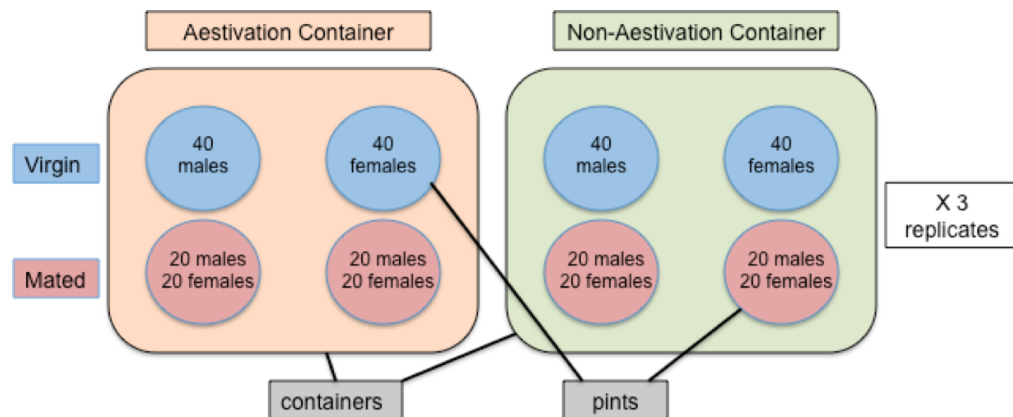 Aestivation Container
Non-Aestivation Container
Virgin
40
males
40
females
40
males
40
females
X 3
replicates
Mated
20 males
20 females
20 males
20 females
20 males
20 females
20 males
20 females
containers
pints